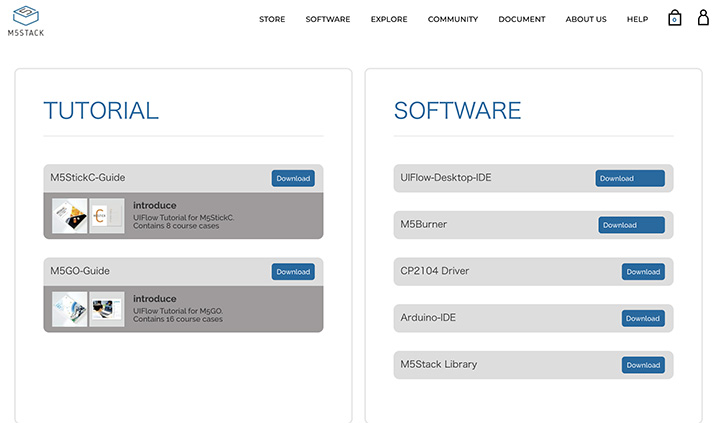 M5STACK
STORE SOFTWARE EXPLORE COMMUNITY DOCUMENT ABOUT US HELP 0
TUTORIAL
M5StickC-Guide Download
introduce
UIFlow Tutorial for M5StickC.
Contains 8 course cases
M5GO-Guide Download
introduce
UIFlow Tutorial for M5GO.
Contains 16 course cases
SOFTWARE
UIFlow-Desktop-IDE Download
M5Burner Download
CP2104 Driver Download
Arduino-IDE Download
M5Stack Library Download